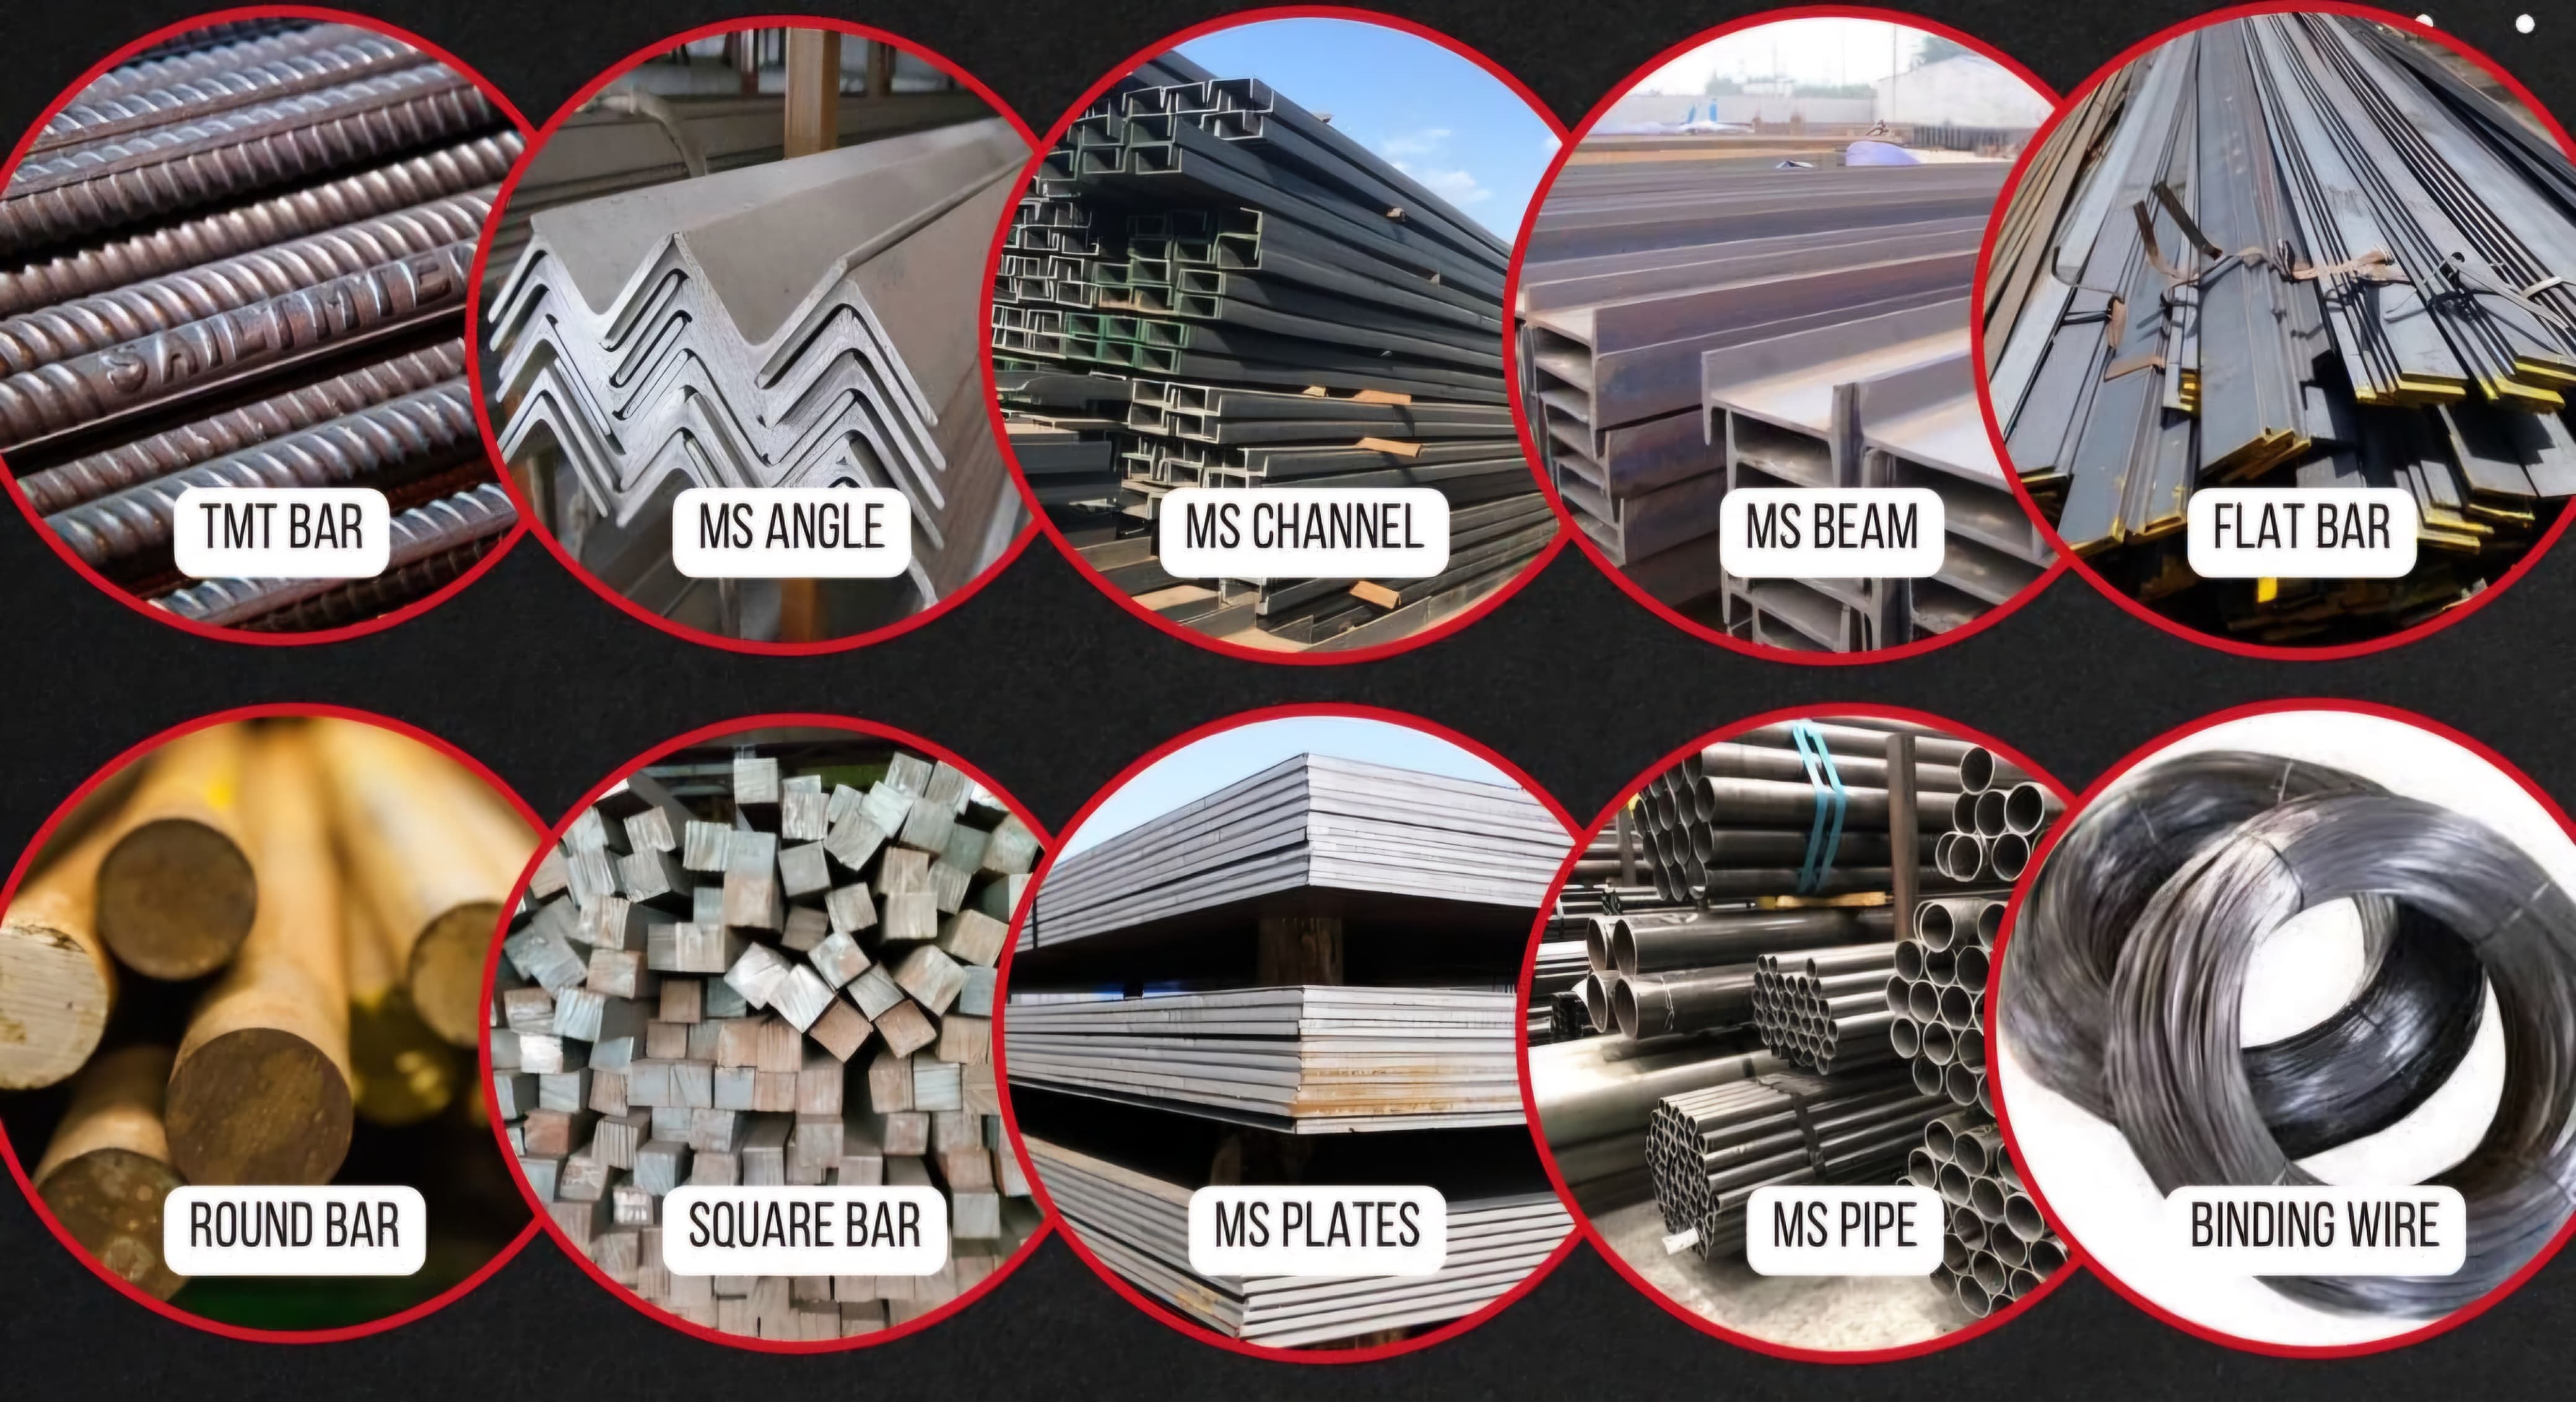 TMT BAR
MS ANGLE
MS CHANNEL
MS BEAM
FLAT BAR
ROUND BAR
SQUARE BAR
MS PLATES
MS PIPE
BINDING WIRE